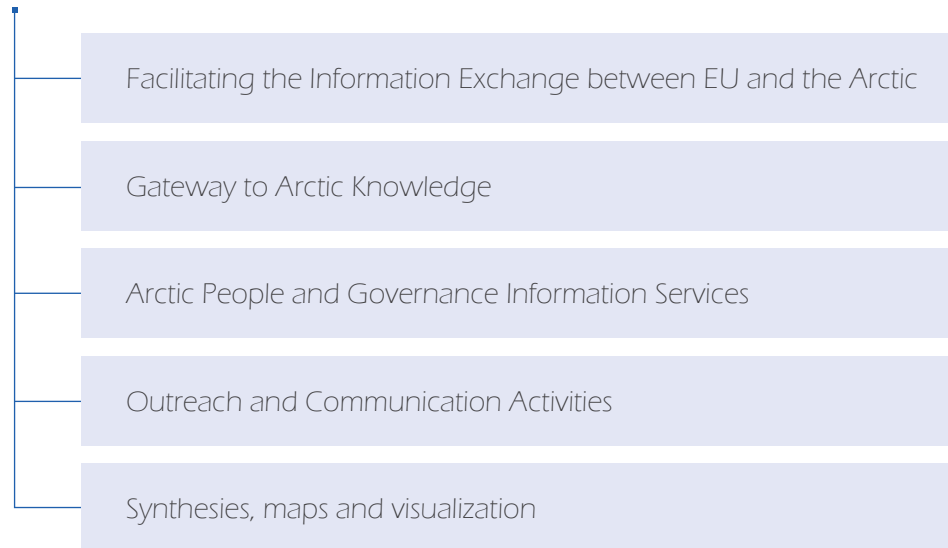 Facilitating the Information Exchange between EU and the Arctic
Gateway to Arctic Knowledge
Arctic People and Governance Information Services
Outreach and Communication Activities
Synthesies, maps and visualization